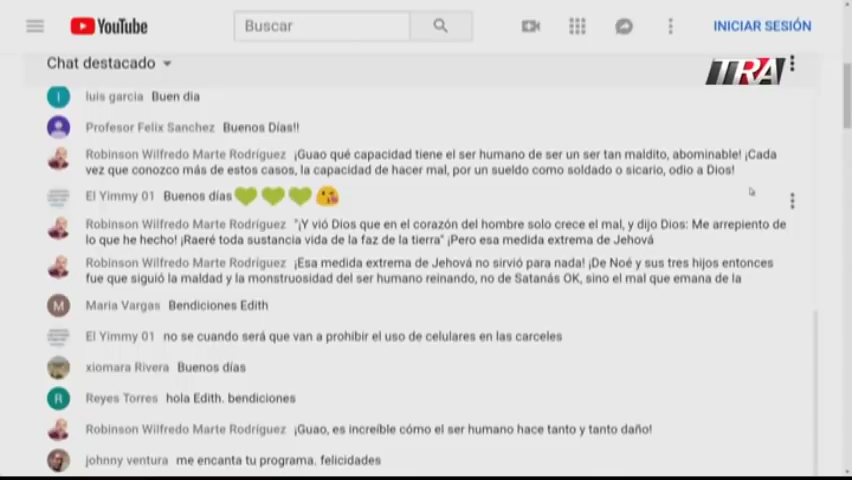 YouTube
Buscar
INICIAR SESIÓN
Chat destacado
TRA
luis garcia Buen dia
Profesor Felix Sanchez Buenos Días!!
Robinson Wilfredo Marte Rodríguez ¡Guao qué capacidad tiene el ser humano de ser un ser tan maldito, abominable! ¡Cada
vez que conozco más de estos casos, la capacidad de hacer mal, por un sueldo como soldado o sicario, odio a Dios!
El Yimmy 01 Buenos días💚💚💚😘
Robinson Wilfredo Marte Rodríguez "¡Y vió Dios que en el corazón del hombre solo crece el mal, y dijo Dios: Me arrepiento de
lo que he hecho! ¡Raeré toda sustancia vida de la faz de la tierra" ¡Pero esa medida extrema de Jehová
Robinson Wilfredo Marte Rodríguez ¡Esa medida extrema de Jehová no sirvió para nada! ¡De Noé y sus tres hijos entonces
fue que siguió la maldad y la monstruosidad del ser humano reinando, no de Satanás OK, sino el mal que emana de la
M Maria Vargas Bendiciones Edith
El Yimmy 01 no se cuando será que van a prohibir el uso de celulares en las carceles
xiomara Rivera Buenos días
R Reyes Torres hola Edith. bendiciones
Robinson Wilfredo Marte Rodríguez ¡Guao, es increíble cómo el ser humano hace tanto y tanto daño!
johnny ventura me encanta tu programa. felicidades